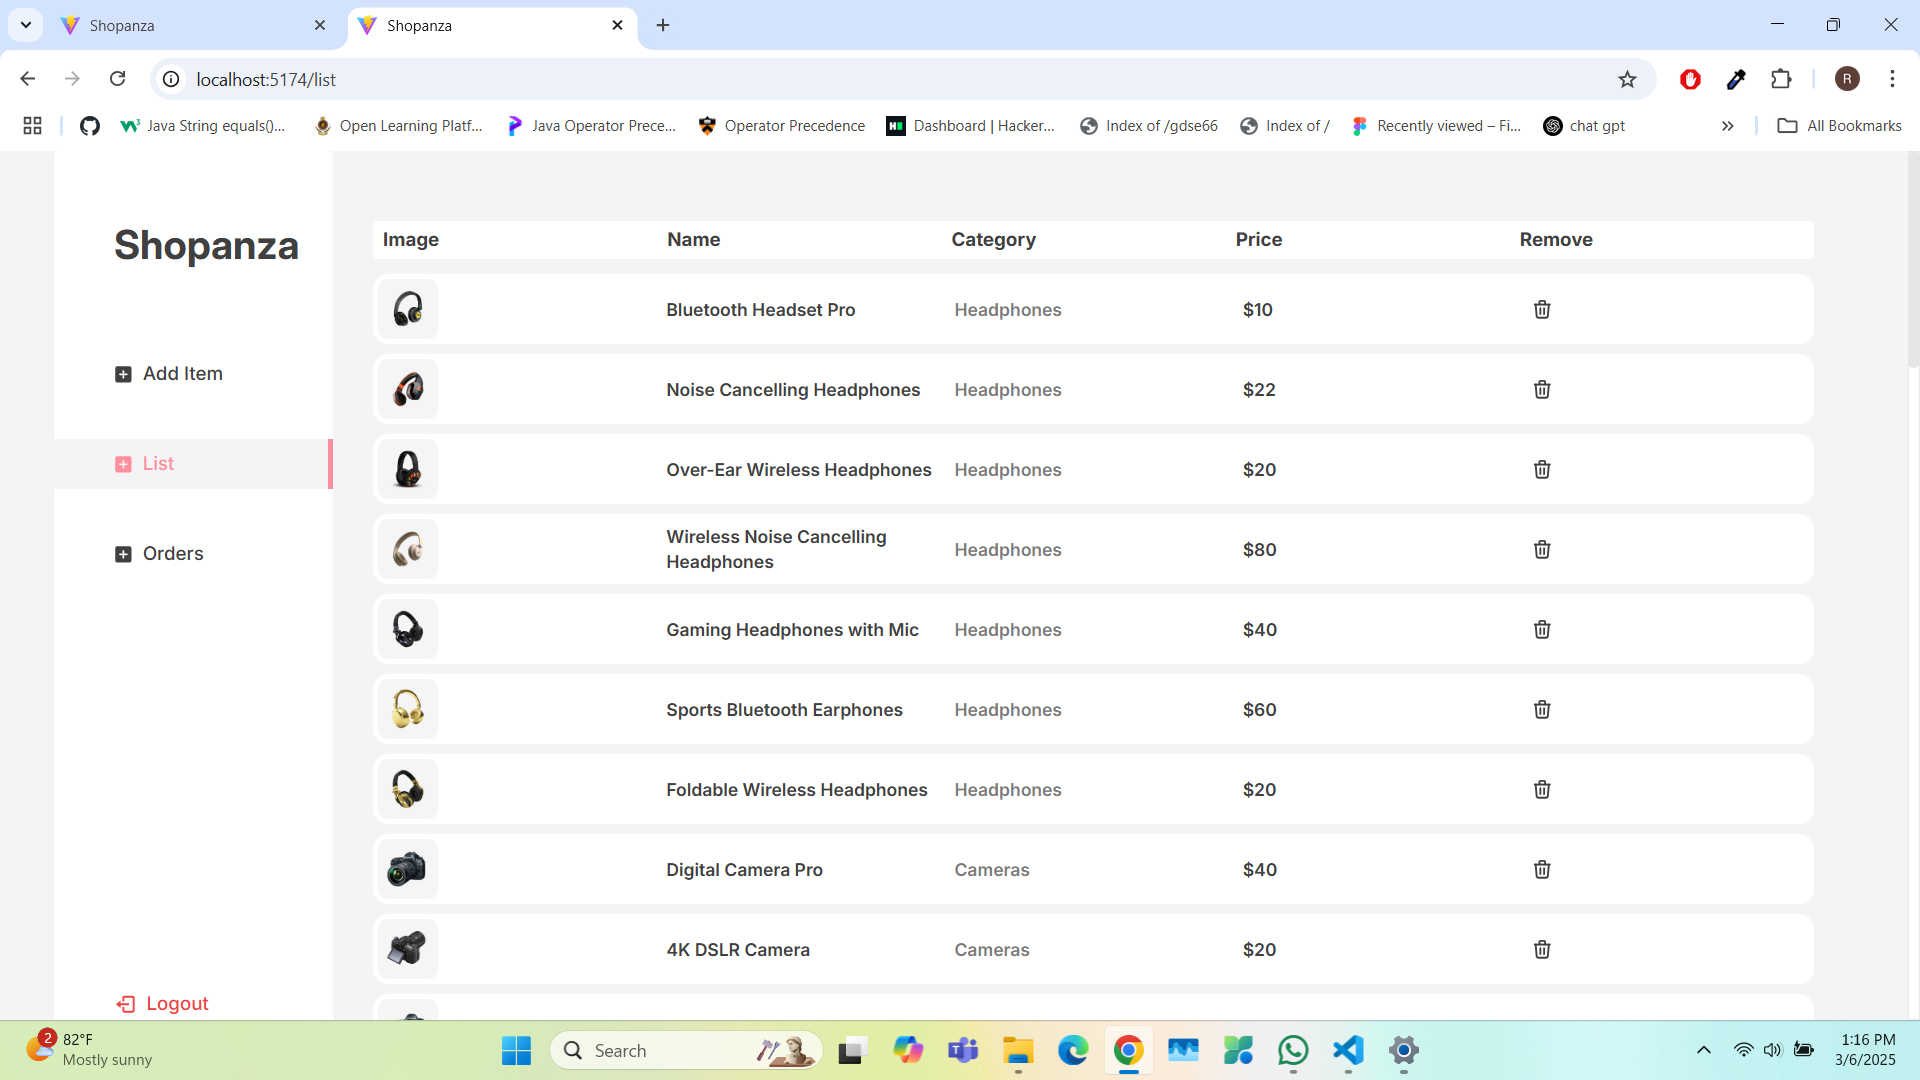 Shopanza
Shopanza
localhost:5174/list
R
Java String equals()...
Open Learning Platf...
Java Operator Prece...
Operator Precedence
Dashboard | Hacker...
Index of /gdse66
Index of /
Recently viewed – Fi...
chat gpt
All Bookmarks
Shopanza
Add Item
List
Orders
Logout
Image Name Category Price Remove
Bluetooth Headset Pro Headphones $10
Noise Cancelling Headphones Headphones $22
Over-Ear Wireless Headphones Headphones $20
Wireless Noise Cancelling
Headphones Headphones $80
Gaming Headphones with Mic Headphones $40
Sports Bluetooth Earphones Headphones $60
Foldable Wireless Headphones Headphones $20
Digital Camera Pro Cameras $40
4K DSLR Camera Cameras $20
2
82°F
Mostly sunny
Search
1:16 PM
3/6/2025